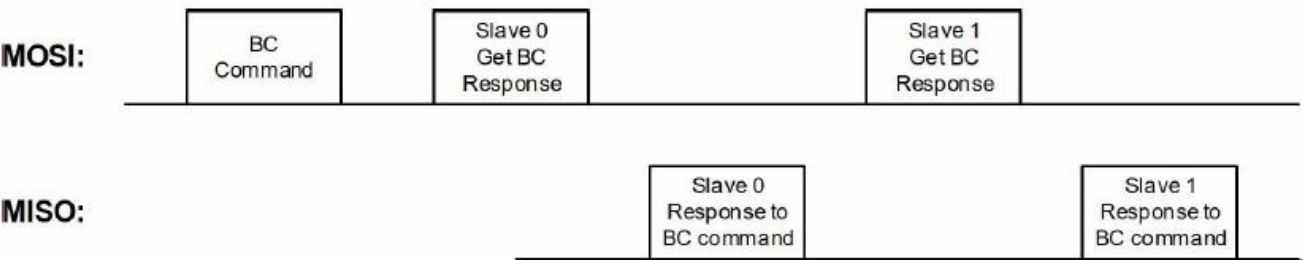 MOSI:
BC
Command
Slave 0
Get BC
Response
Slave 1
Get BC
Response
MISO:
Slave 0
Response to
BC command
Slave 1
Response to
BC command